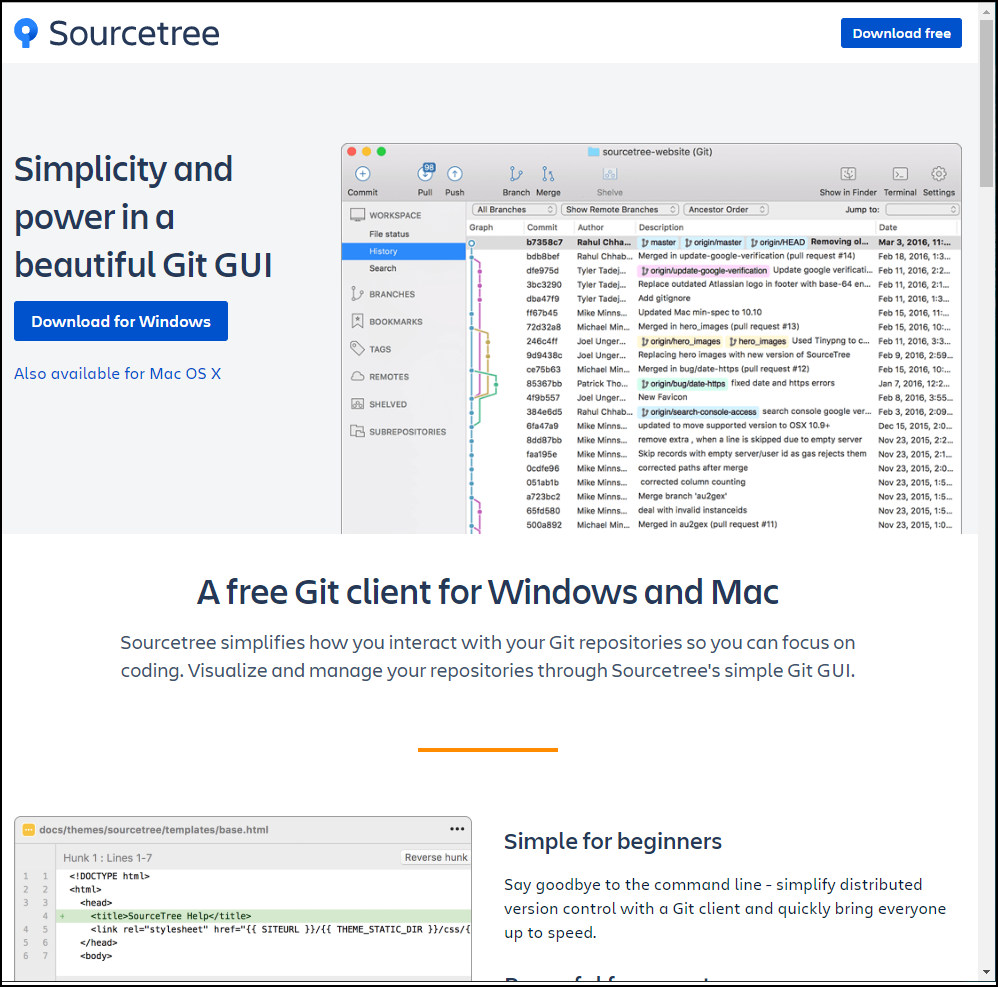 Sourcetree
Download free
Simplicity and
power in a
beautiful Git GUI
Download for Windows
Also available for Mac OS X
sourcetree-website (Git)
98
Commit Pull Push Branch Merge Shelve Show in Finder Terminal Settings
All Branches Show Remote Branches Ancestor Order Jump to:
WORKSPACE
File status
History
Search
BRANCHES
BOOKMARKS
TAGS
REMOTES
SHELVED
SUBREPOSITORIES
Graph Commit Author Description Date
b7358c7 Rahul Chha... master origin/master origin/HEAD Removing ol... Mar 3, 2016, 11:...
bdb8bef Rahul Chhab... Merged in update-google-verification (pull request #14) Feb 18, 2016, 1:3...
dfe975d Tyler Tadej... origin/update-google-verification Update google verificati... Feb 11, 2016, 2:2...
3bc3290 Tyler Tadej... Replace outdated Atlassian logo in footer with base-64 en... Feb 11, 2016, 2:1...
dba47f9 Tyler Tadej... Add gitignore Feb 11, 2016, 1:3...
ff67b45 Mike Minns... Updated Mac min-spec to 10.10 Feb 15, 2016, 11:...
72d32a8 Michael Min... Merged in hero_images (pull request #13) Feb 15, 2016, 10:...
246c4ff Joel Unger... origin/hero_images hero_images Used Tinypng to c... Feb 11, 2016, 3:3...
9d9438c Joel Unger... Replacing hero images with new version of SourceTree Feb 9, 2016, 2:59...
ce75b63 Michael Min... Merged in bug/date-https (pull request #12) Feb 15, 2016, 10:...
85367bb Patrick Tho... origin/bug/date-https fixed date and https errors Jan 7, 2016, 12:2...
4f9b557 Joel Unger... New Favicon Feb 8, 2016, 3:55...
384e6d5 Rahul Chhab... origin/search-console-access search console google ver... Feb 3, 2016, 2:09...
6fa47a9 Mike Minns... updated to move supported version to OSX 10.9+ Dec 15, 2015, 2:0...
8dd87bb Mike Minns... remove extra , when a line is skipped due to empty server Nov 23, 2015, 2:2...
faa195e Mike Minns... Skip records with empty server/user id as gas rejects them Nov 23, 2015, 2:1...
0cdfe96 Mike Minns... corrected paths after merge Nov 23, 2015, 2:0...
051ab1b Mike Minns... corrected column counting Nov 23, 2015, 1:5...
a723bc2 Mike Minns... Merge branch 'au2gex' Nov 23, 2015, 1:5...
65fd580 Mike Minns... deal with invalid instanceids Nov 23, 2015, 1:5...
500a892 Michael Min... Merged in au2gex (pull request #11) Nov 23, 2015, 1:0...
A free Git client for Windows and Mac
Sourcetree simplifies how you interact with your Git repositories so you can focus on
coding. Visualize and manage your repositories through Sourcetree's simple Git GUI.
docs/themes/sourcetree/templates/base.html
Hunk 1 : Lines 1-7 Reverse hunk
1 1 <!DOCTYPE html>
2 2 <html>
3 3 <head>
4 + <title>SourceTree Help</title>
4 5 <link rel="stylesheet" href="{{ SITEURL }}/{{ THEME_STATIC_DIR }}/css/{
5 6 </head>
6 7 <body>
Simple for beginners
Say goodbye to the command line - simplify distributed
version control with a Git client and quickly bring everyone
up to speed.